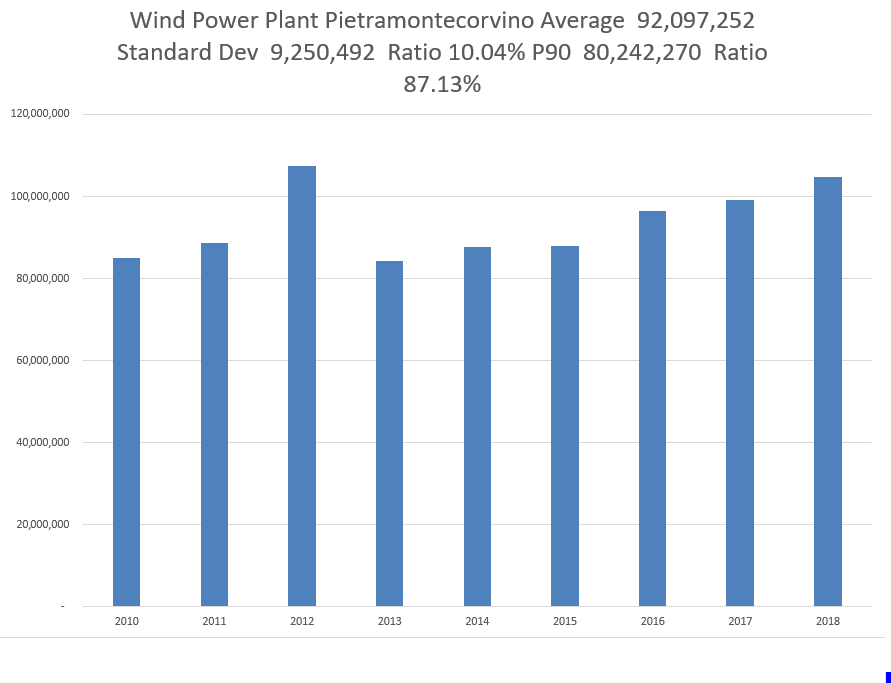 Wind Power Plant Pietramontecorvino Average  92,097,252
Standard Dev  9,250,492  Ratio 10.04% P90  80,242,270  Ratio
87.13%
120,000,000
100,000,000
80,000,000
60,000,000
40,000,000
20,000,000
-
2010 2011 2012 2013 2014 2015 2016 2017 2018